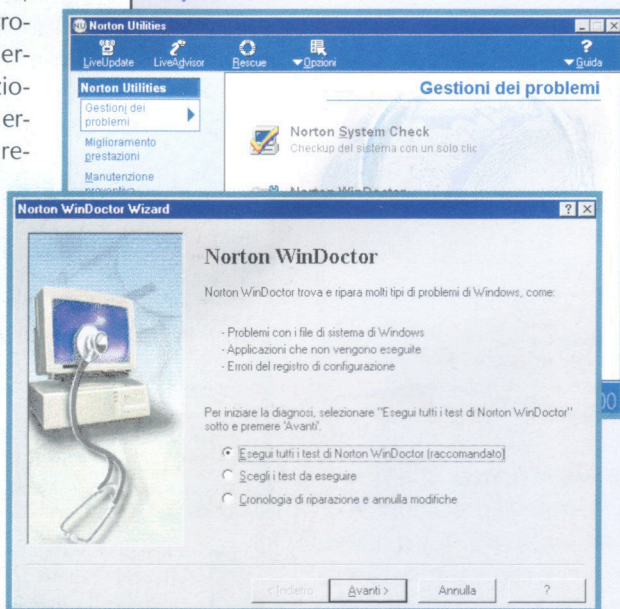 ro-
er-
zio-
er-
re-
Norton Utilities
LiveUpdate LiveAdvisor Rescue Opzioni Guida
Norton Utilities
Gestioni dei
problemi
Miglioramento
prestazioni
Manutenzione
preventiva
Gestioni dei problemi
Norton System Check
Checkup del sistema con un solo clic
Norton WinDoctor
00
Norton WinDoctor Wizard
Norton WinDoctor
Norton WinDoctor trova e ripara molti tipi di problemi di Windows, come:
- Problemi con i file di sistema di Windows
- Applicazioni che non vengono eseguite
- Errori del registro di configurazione
Per iniziare la diagnosi, selezionare "Esegui tutti i test di Norton WinDoctor"
sotto e premere 'Avanti'.
Esegui tutti i test di Norton WinDoctor (raccomandato)
Scegli i test da eseguire
Cronologia di riparazione e annulla modifiche
< Indietro Avanti > Annulla ?